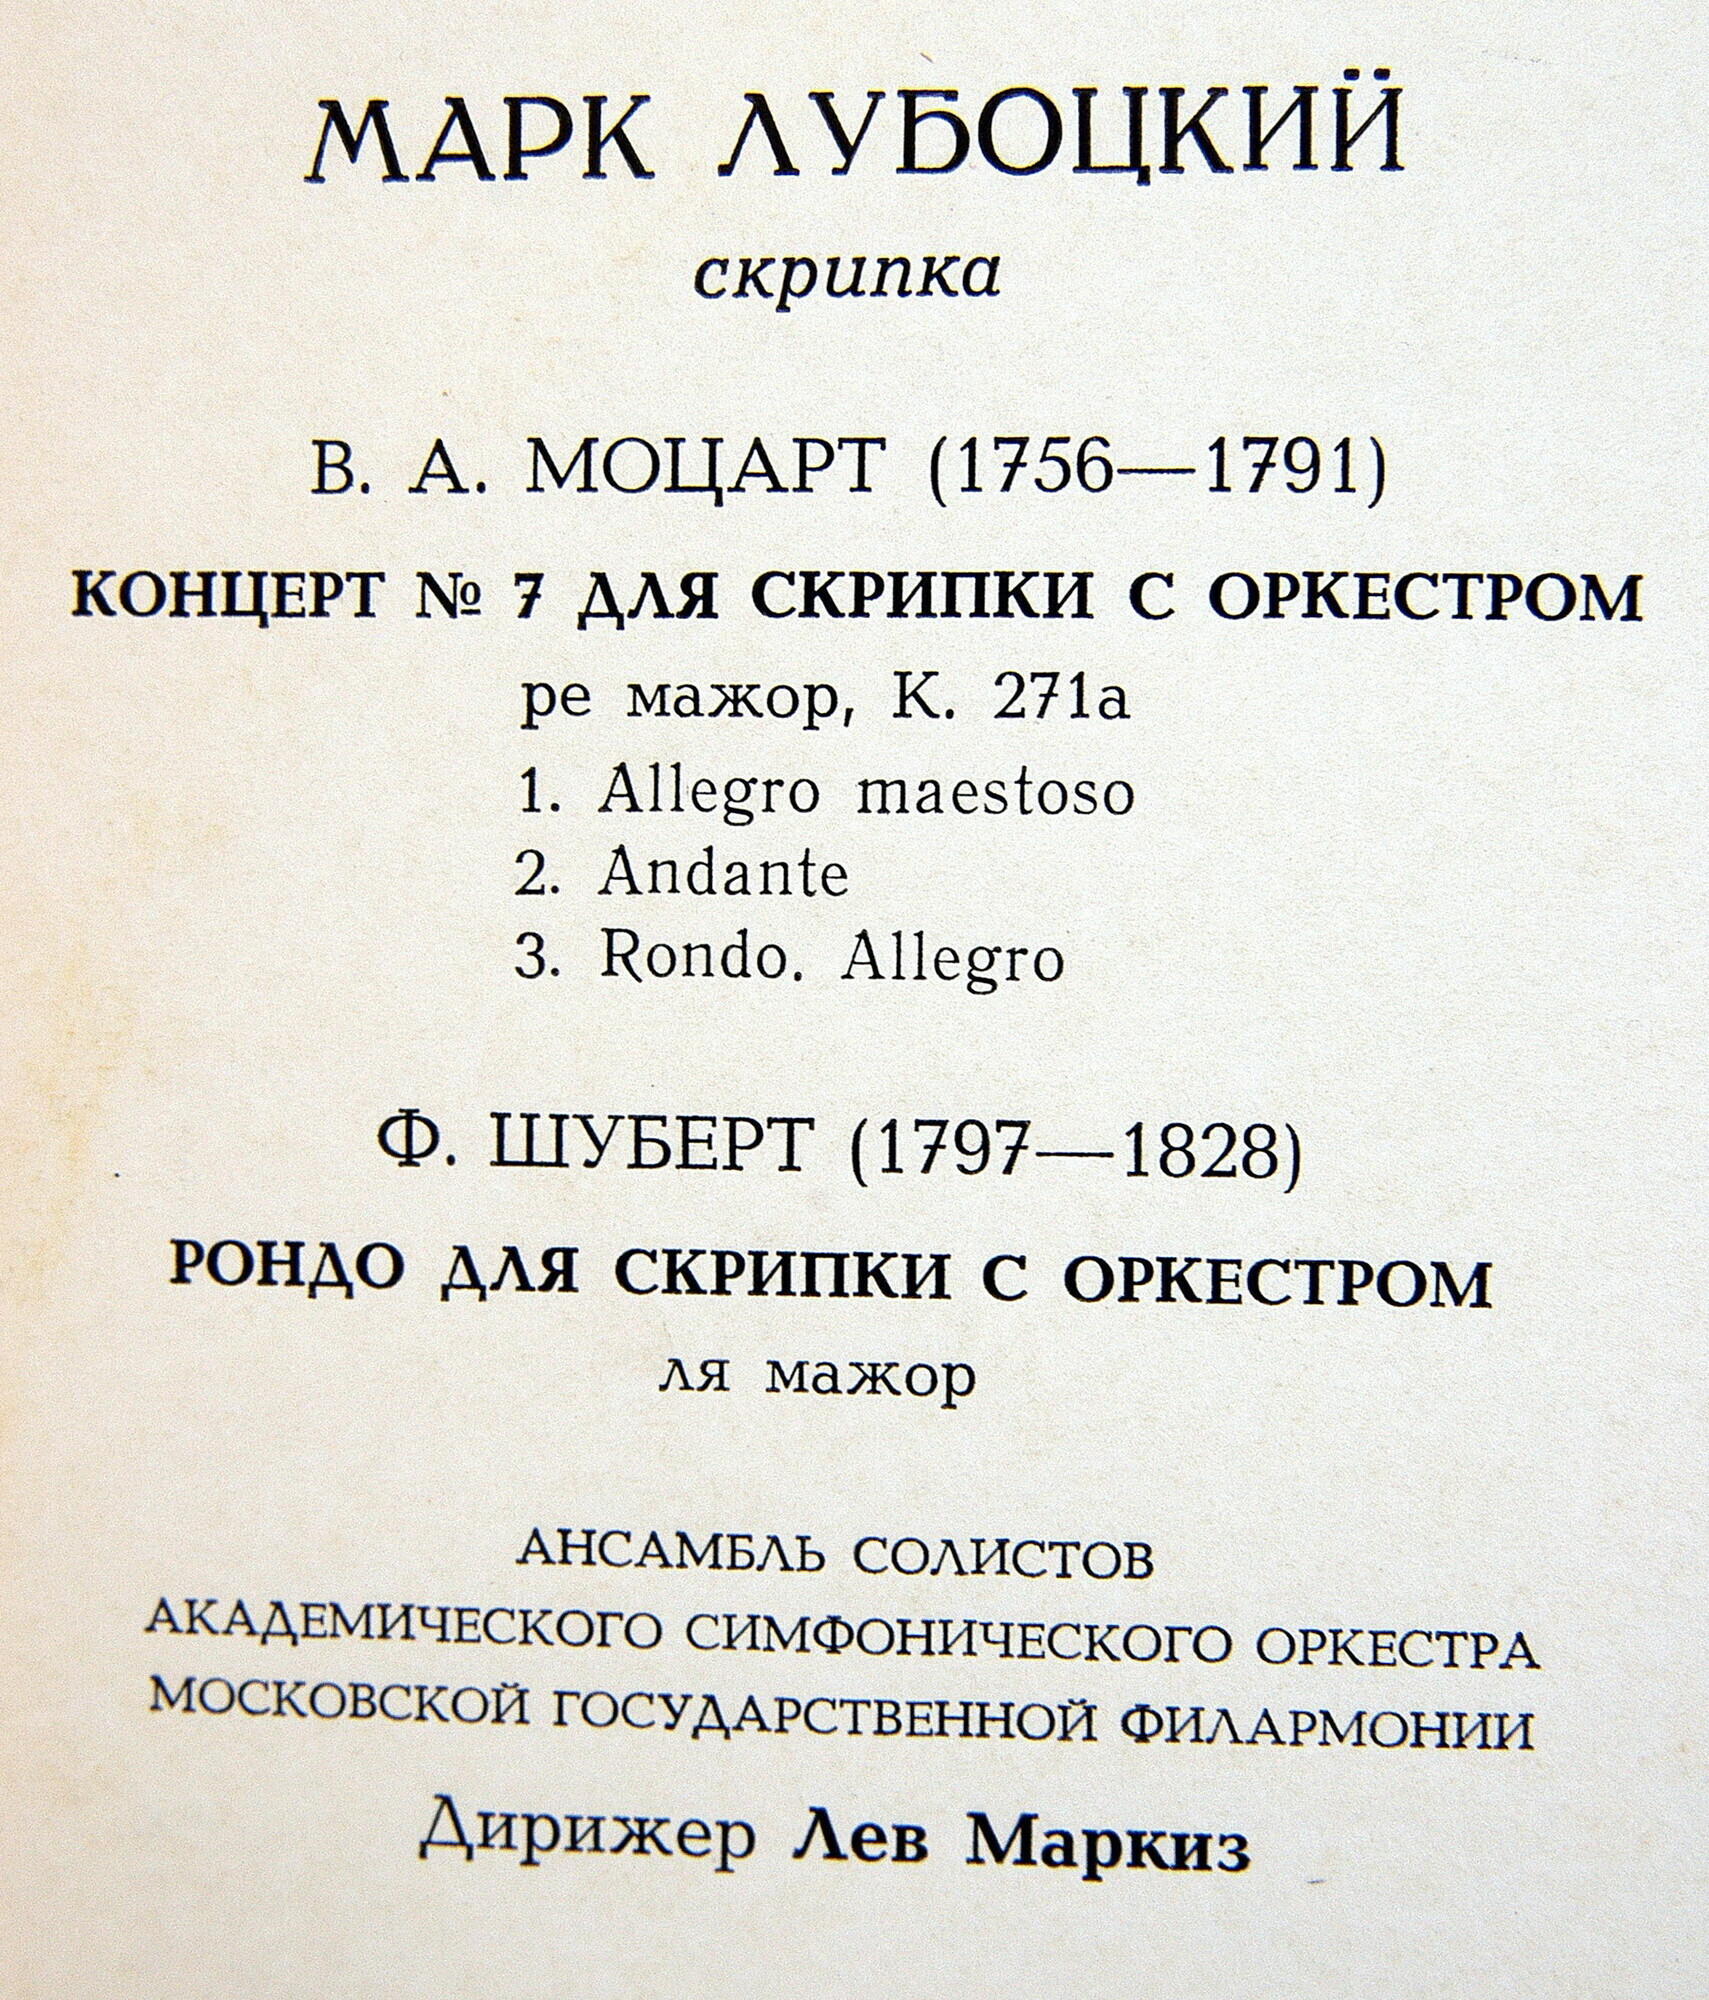 МАРК ЛУБОЦКИЙ
скрипка
В. А. МОЦАРТ (1756—1791)
КОНЦЕРТ № 7 ДЛЯ СКРИПКИ С ОРКЕСТРОМ
ре мажор, К. 271а
1. Allegro maestoso
2. Andante
3. Rondo. Allegro
Ф. ШУБЕРТ (1797—1828)
РОНДО ДЛЯ СКРИПКИ С ОРКЕСТРОМ
ля мажор
АНСАМБЛЬ СОЛИСТОВ
АКАДЕМИЧЕСКОГО СИМФОНИЧЕСКОГО ОРКЕСТРА
МОСКОВСКОЙ ГОСУДАРСТВЕННОЙ ФИЛАРМОНИИ
Дирижер Лев Маркиз